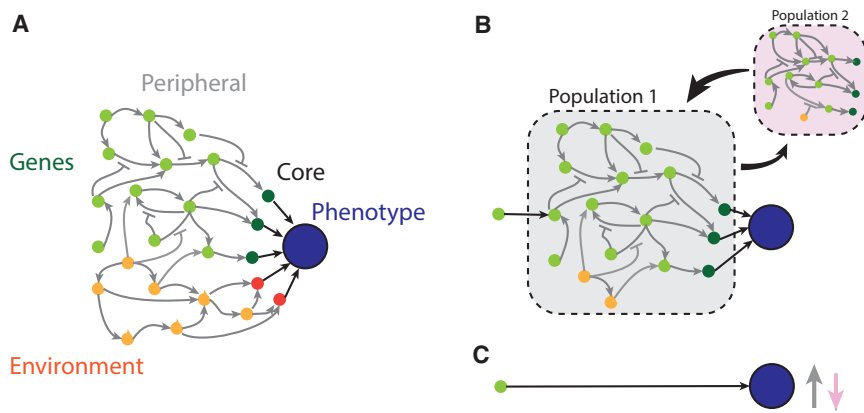 A
Peripheral
Genes
Core
Phenotype
Environment
B
Population 2
Population 1
C